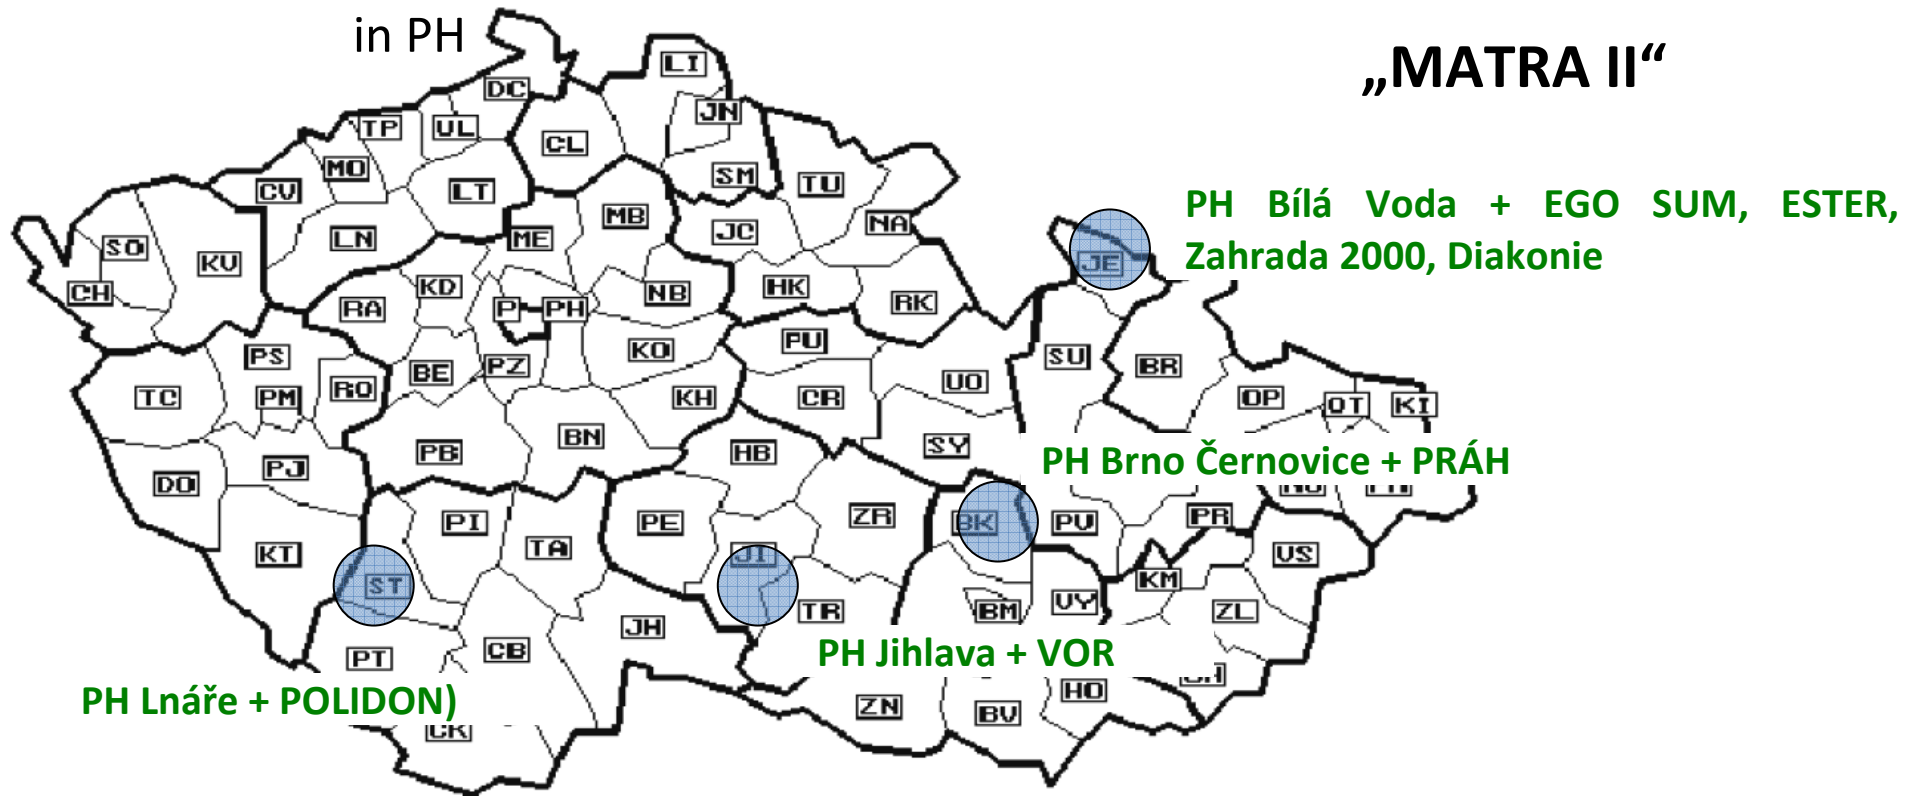 in PH
„MATRA II“
LI
DC
JN
TP
UL
CL
MO
SM
TU
CV
LT
MB
NA
LN
ME
JC
SO
KV
KD
NB
HK
RK
CH
RA
P
PH
PH Bílá Voda + EGO SUM, ESTER,
Zahrada 2000, Diakonie
JE
PS
BE
PZ
KO
PU
SU
BR
TC
PM
RO
KH
CR
UO
OP
OT
KI
PB
BN
HB
SY
PH Brno Černovice + PRÁH
DO
PJ
PI
TA
PE
ZR
BK
PV
PR
KT
ST
JI
VS
KM
TR
BM
VY
ZL
PT
CB
JH
PH Jihlava + VOR
PH Lnáře + POLIDON)
ZN
BV
HO
CK